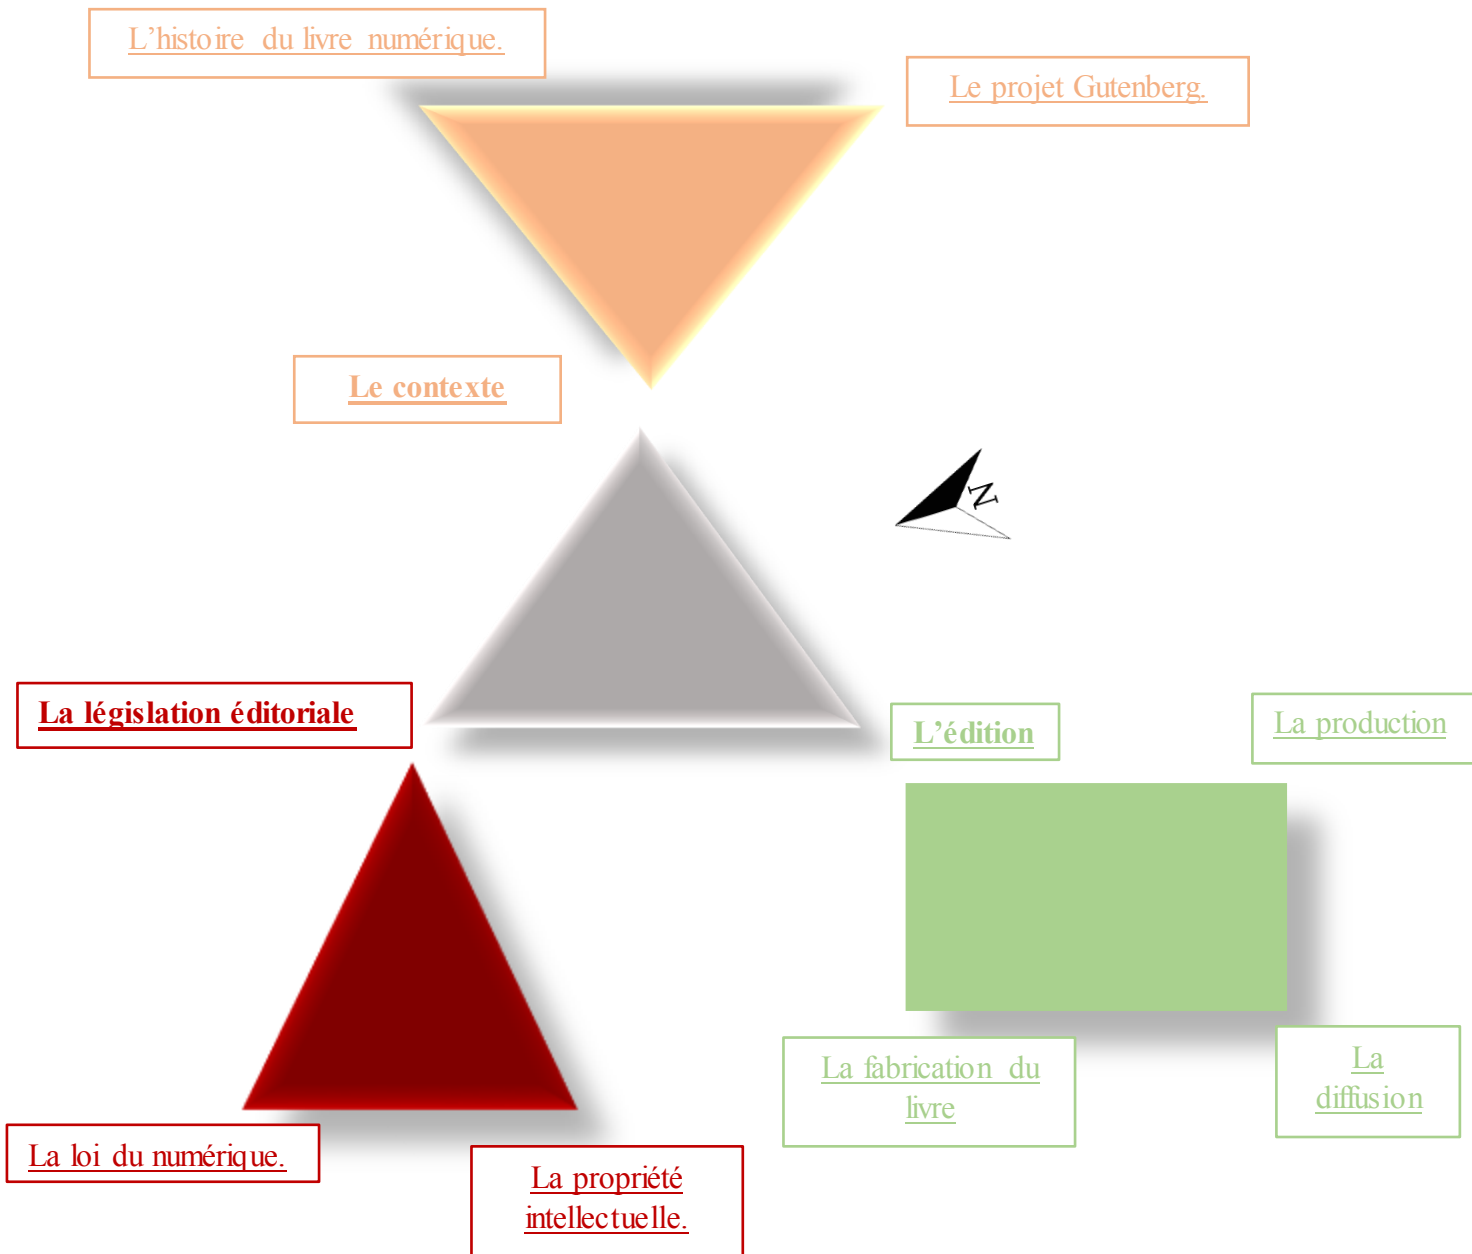 L’histoire du livre numérique.
Le projet Gutenberg.
Le contexte
N
La législation éditoriale
L’édition
La production
La fabrication du
livre
La
diffusion
La loi du numérique.
La propriété
intellectuelle.